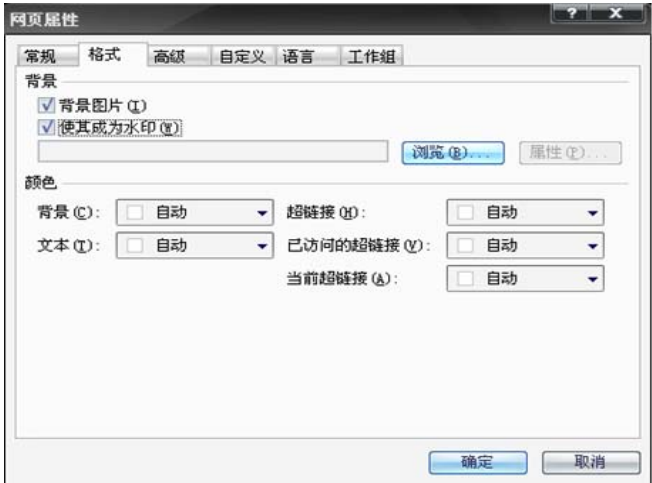 网页属性
常规 格式 高级 自定义 语言 工作组
背景
背景图片(I)
使其成为水印(W)
浏览(B)... 属性(P)...
颜色
背景(C): 自动 超链接(H): 自动
文本(T): 自动 已访问的超链接(V): 自动
当前超链接(A): 自动
确定 取消